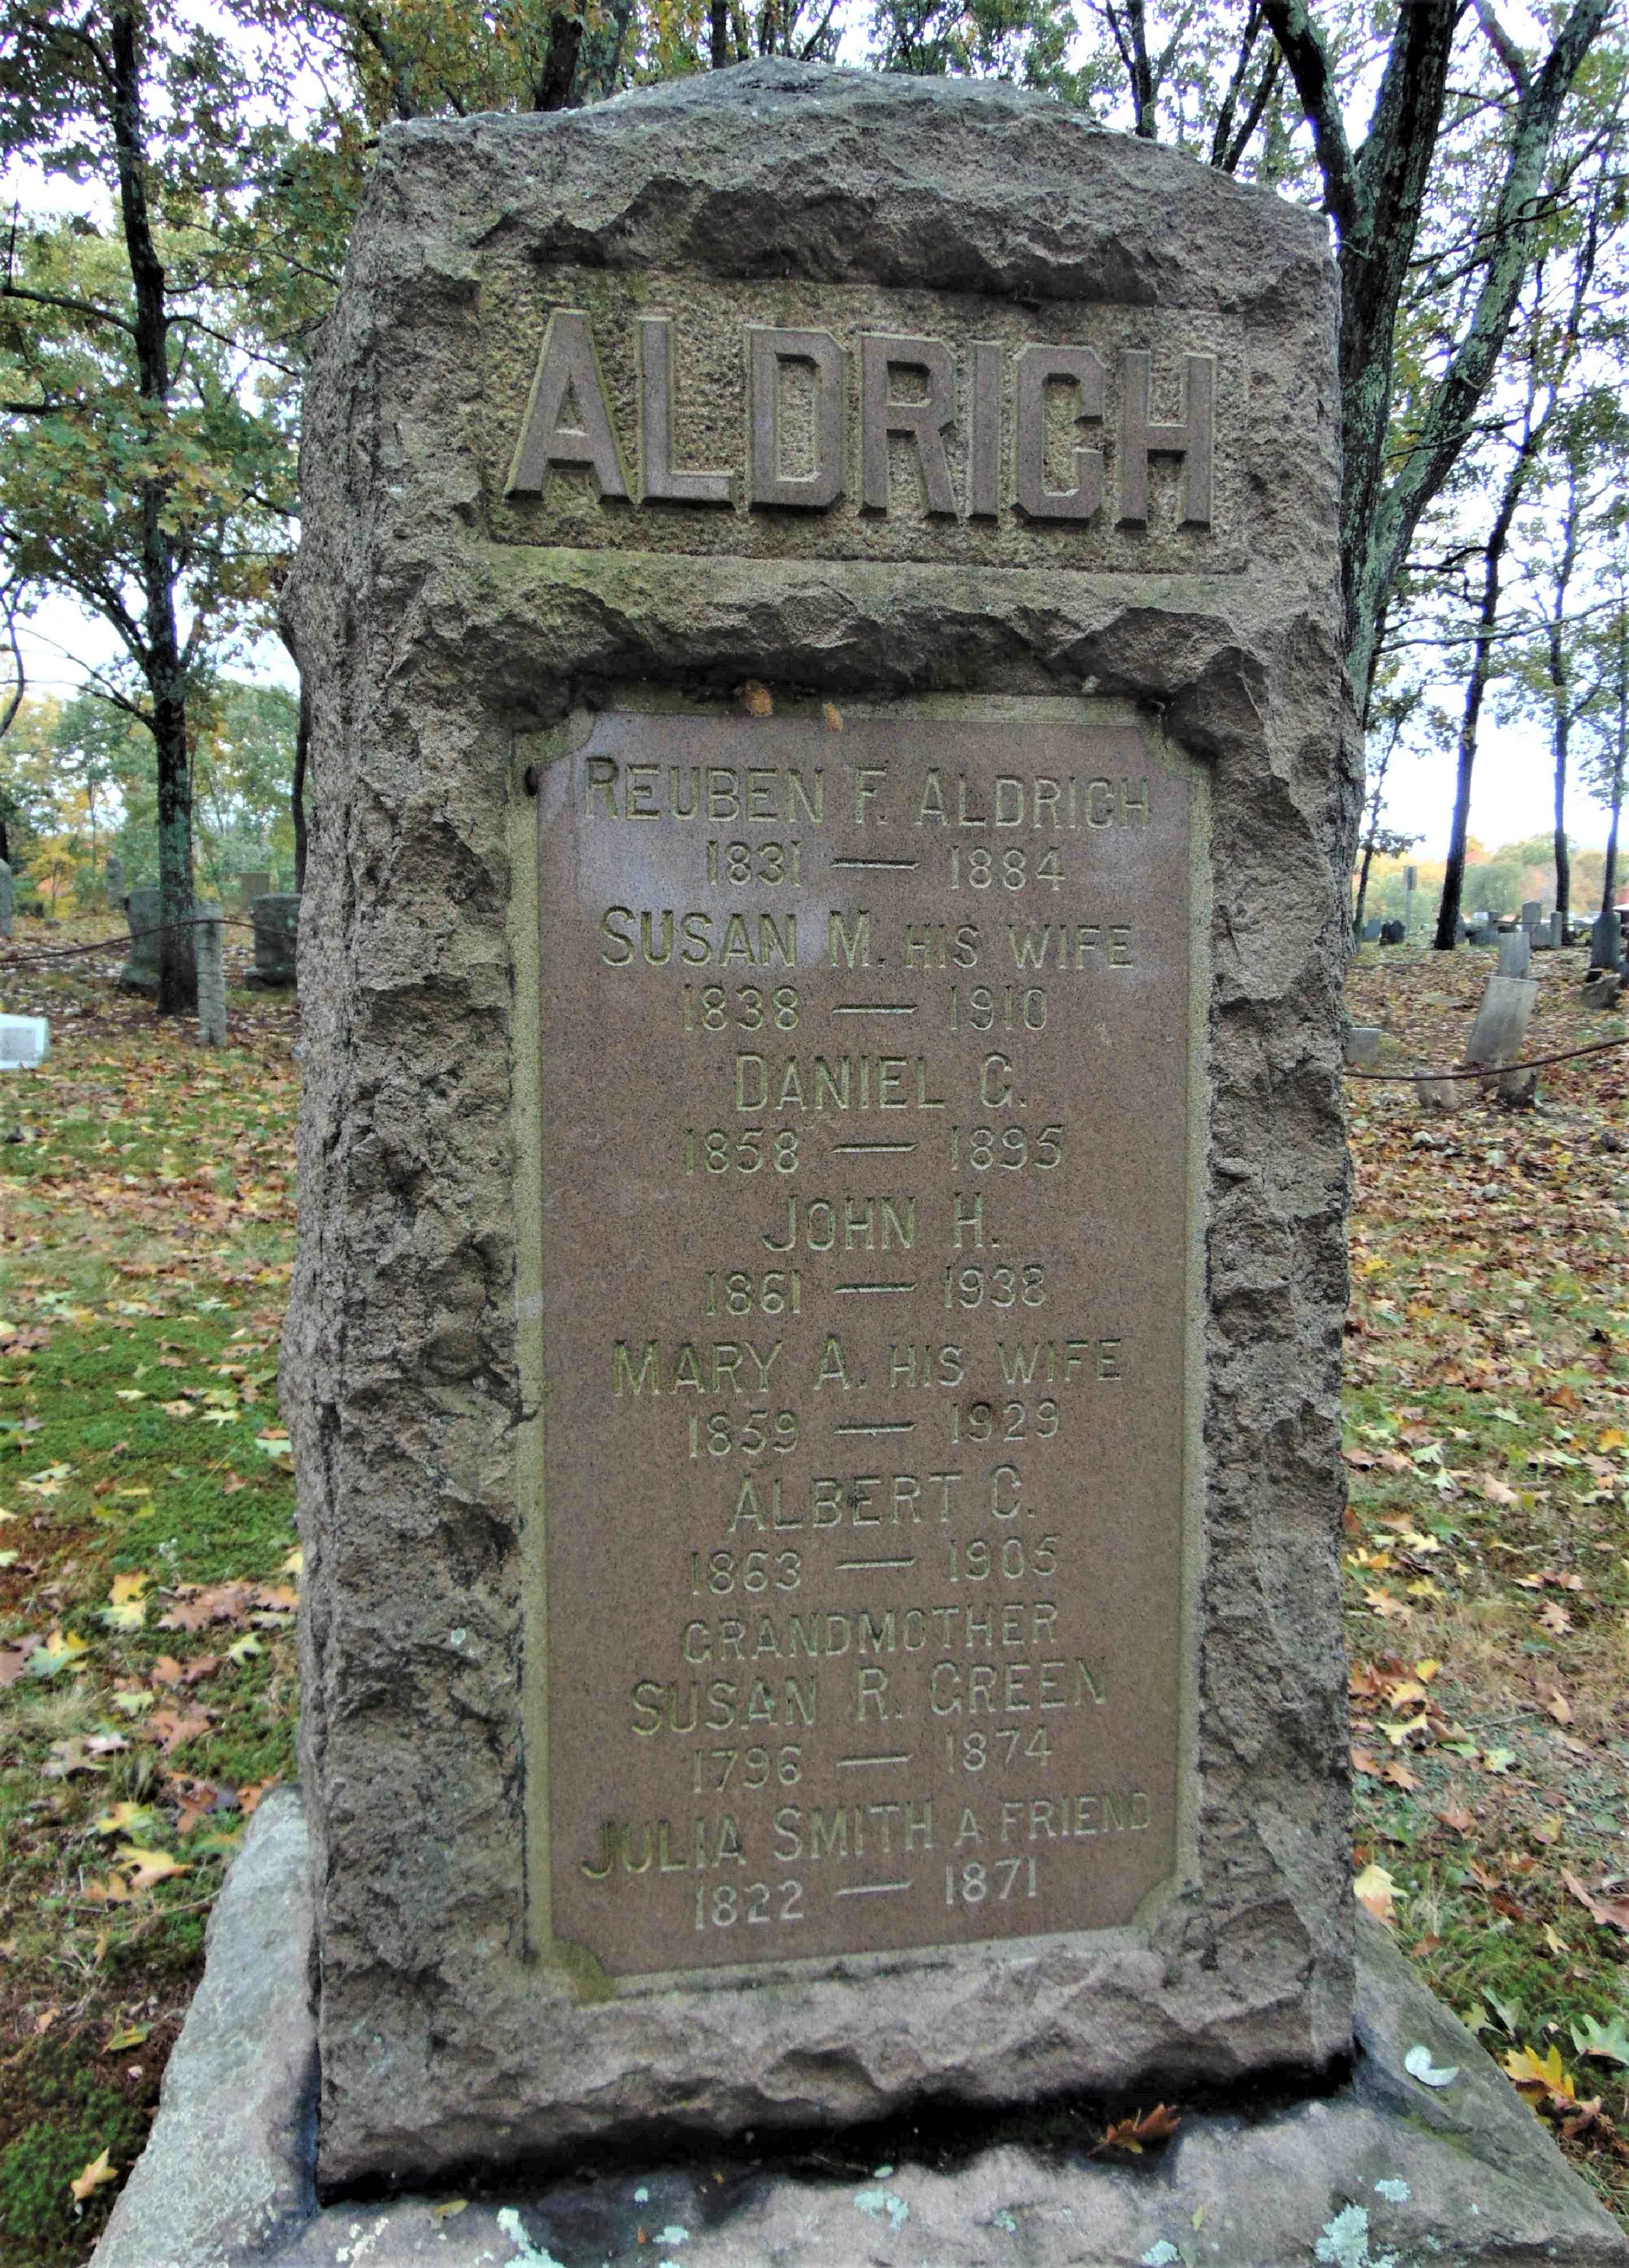 ALDRICH
REUBEN F. ALDRICH
1831 — 1884
SUSAN M. HIS WIFE
1838 — 1910
DANIEL G.
1858 — 1895
JOHN H.
1861 — 1938
MARY A. HIS WIFE
1859 — 1929
ALBERT C.
1863 — 1905
GRANDMOTHER
SUSAN R. GREEN
1796 — 1874
JULIA SMITH A FRIEND
1822 — 1871